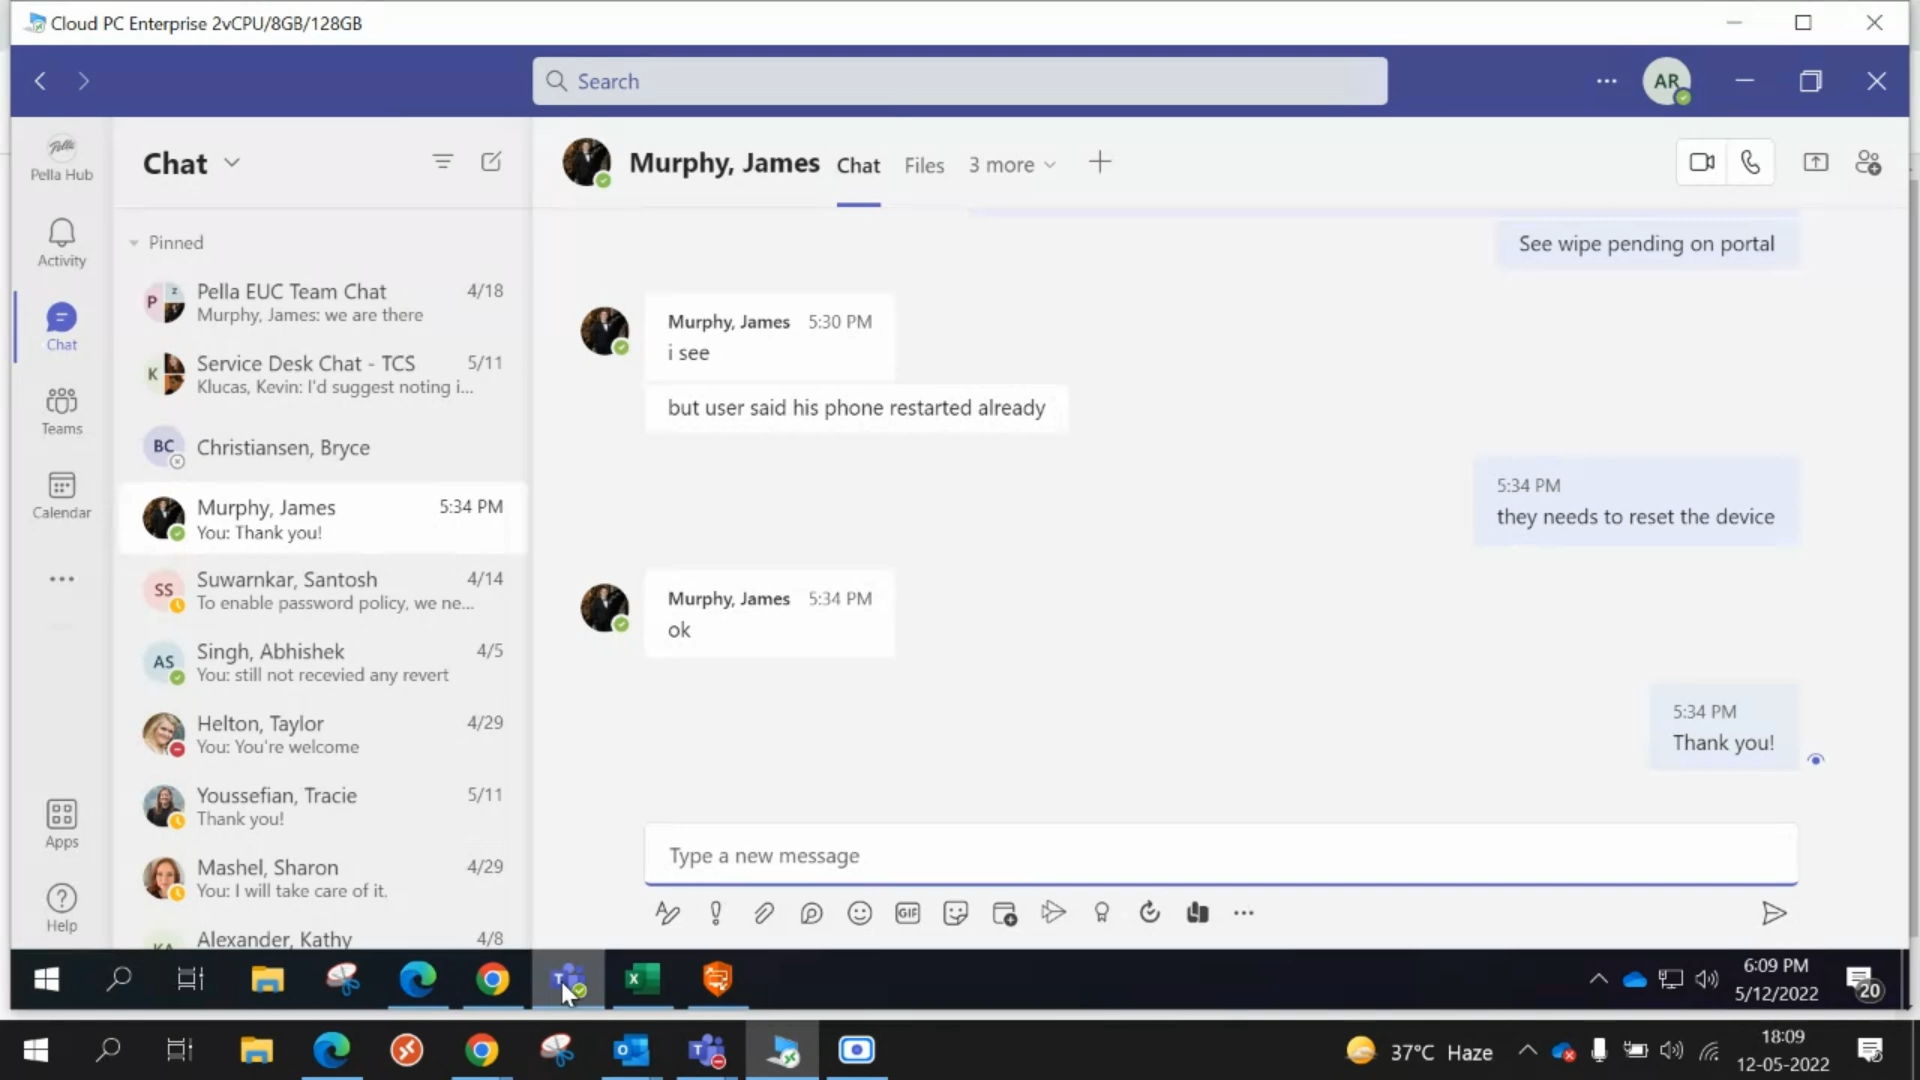 Cloud PC Enterprise 2vCPU/8GB/128GB
Search
AR
Pella
Pella Hub
Activity
Chat
Teams
Calendar
Apps
Help
Chat
Pinned
P
z
Pella EUC Team Chat 4/18
Murphy, James: we are there
K
Service Desk Chat - TCS 5/11
Klucas, Kevin: I'd suggest noting i...
BC
Christiansen, Bryce
Murphy, James 5:34 PM
You: Thank you!
SS
Suwarnkar, Santosh 4/14
To enable password policy, we ne...
AS
Singh, Abhishek 4/5
You: still not recevied any revert
Helton, Taylor 4/29
You: You're welcome
Youssefian, Tracie 5/11
Thank you!
Mashel, Sharon 4/29
You: I will take care of it.
KA
Alexander, Kathy 4/8
Murphy, James Chat Files 3 more
See wipe pending on portal
Murphy, James 5:30 PM
i see
but user said his phone restarted already
5:34 PM
they needs to reset the device
Murphy, James 5:34 PM
ok
5:34 PM
Thank you!
Type a new message
GIF
6:09 PM
5/12/2022
20
37°C Haze
18:09
12-05-2022